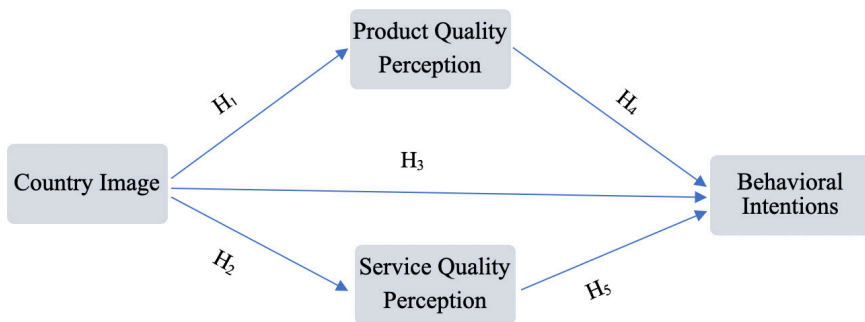 Product Quality
Perception
H₁
H₄
H₃
Country Image
Behavioral
Intentions
H₂
Service Quality
Perception
H₅